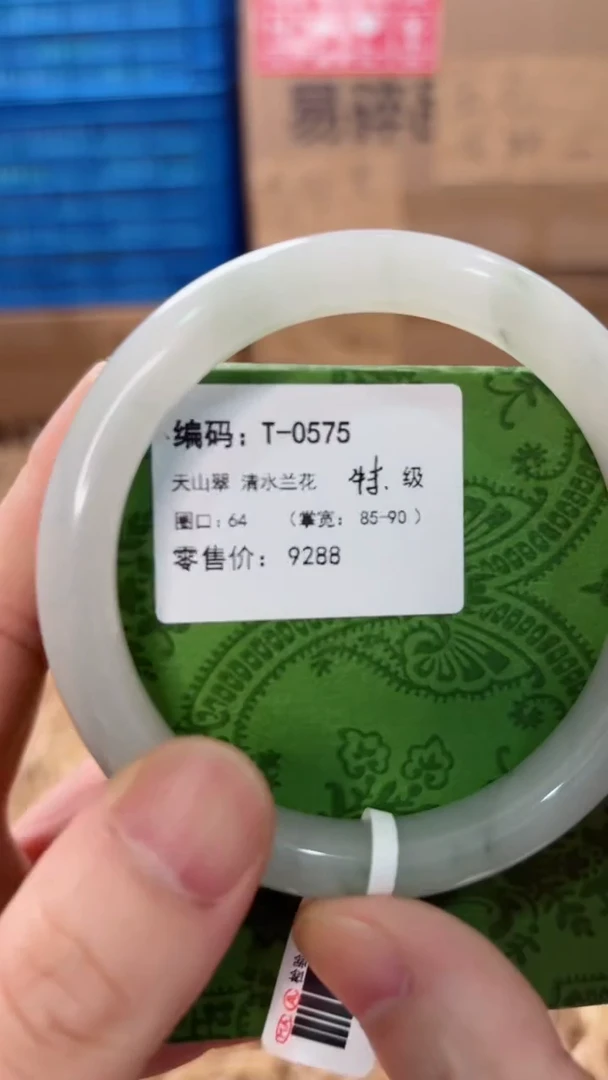 易碎
编码：T-0575
天山翠 清水兰花 特.级
圈口：64 （掌宽：85-90）
零售价：9288